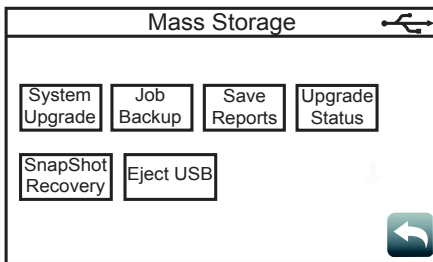 Mass Storage
System
Upgrade
Job
Backup
Save
Reports
Upgrade
Status
SnapShot
Recovery
Eject USB